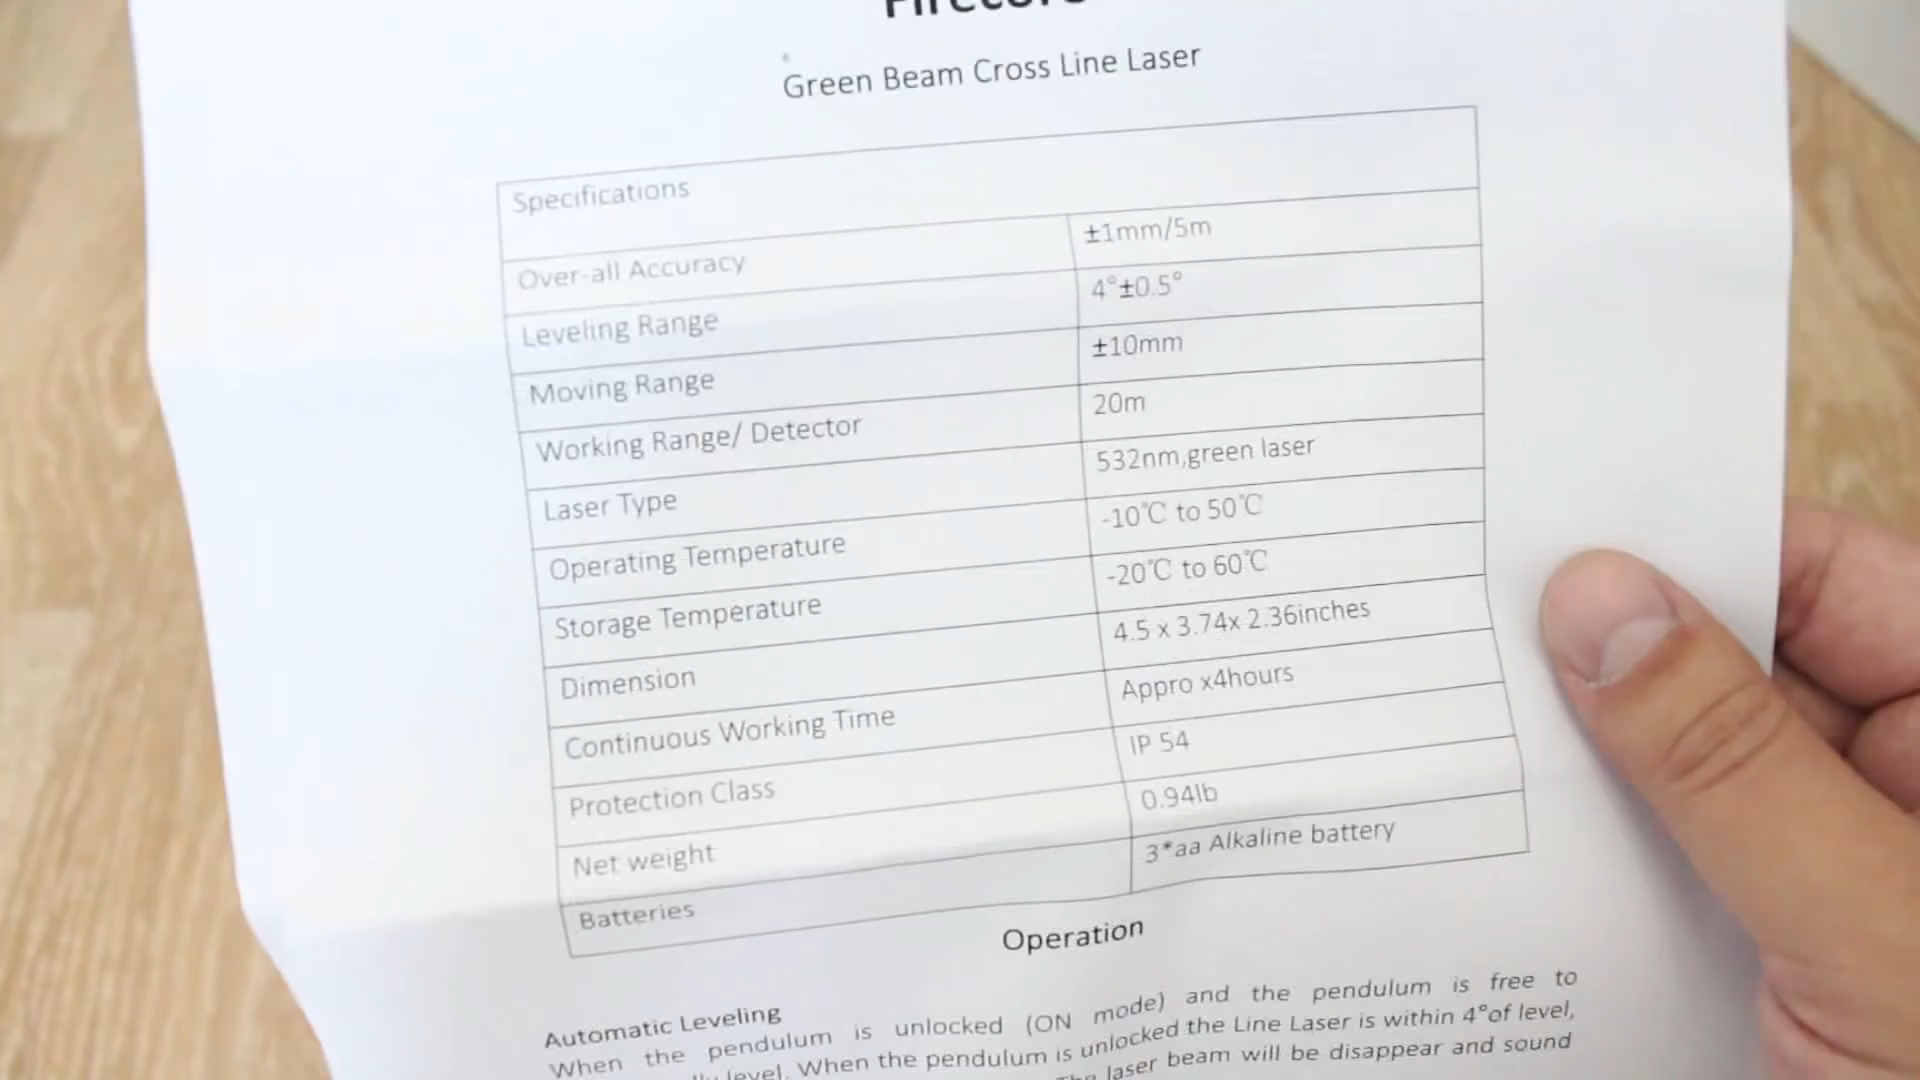 Green Beam Cross Line Laser
Specifications
Over-all Accuracy ±1mm/5m
Leveling Range 4°±0.5°
Moving Range ±10mm
Working Range/ Detector 20m
Laser Type 532nm,green laser
Operating Temperature -10℃ to 50℃
Storage Temperature -20℃ to 60℃
Dimension 4.5 x 3.74x 2.36inches
Continuous Working Time Appro x4hours
Protection Class IP 54
Net weight 0.94lb
Batteries 3*aa Alkaline battery
Operation
Automatic Leveling
When the pendulum is unlocked (ON mode) and the pendulum is free to
level. When the pendulum is unlocked the Line Laser is within 4°of level,
laser beam will be disappear and sound